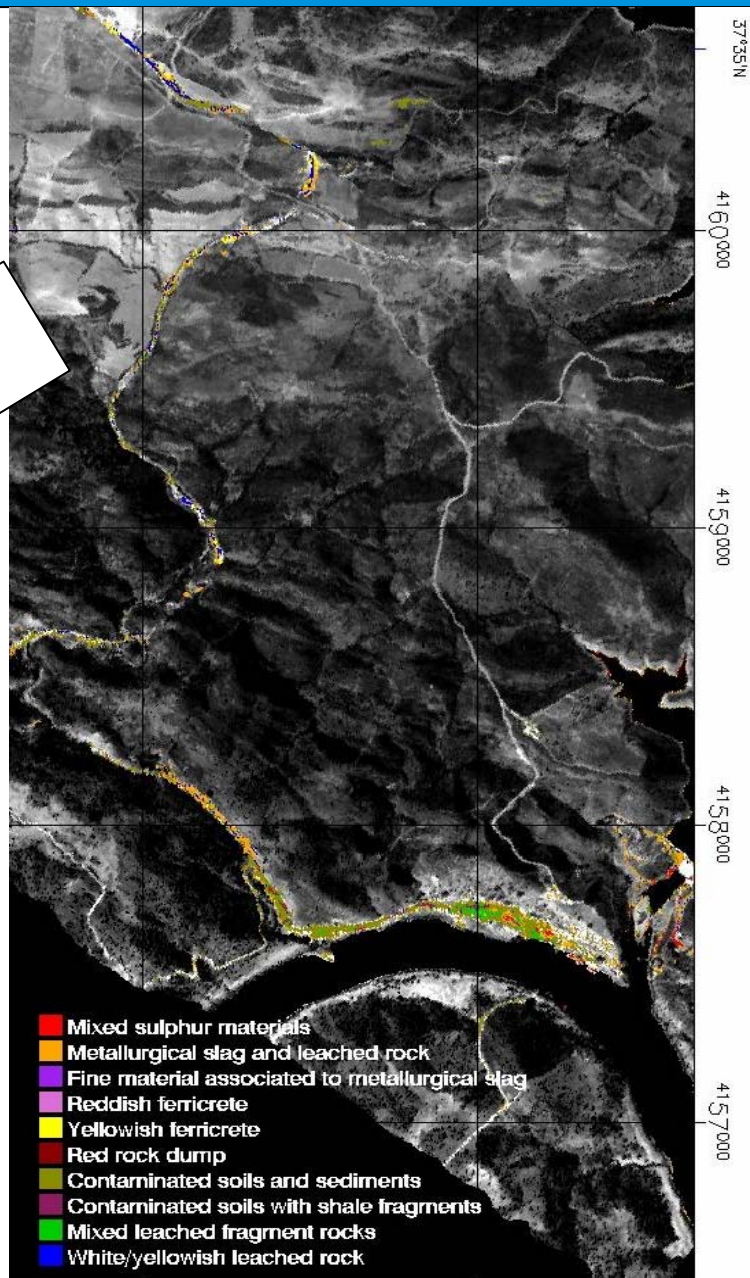 37°35'N
4160000
4159000
4158000
4157000
Mixed sulphur materials
Metallurgical slag and leached rock
Fine material associated to metallurgical slag
Reddish ferricrete
Yellowish ferricrete
Red rock dump
Contaminated soils and sediments
Contaminated soils with shale fragments
Mixed leached fragment rocks
White/yellowish leached rock